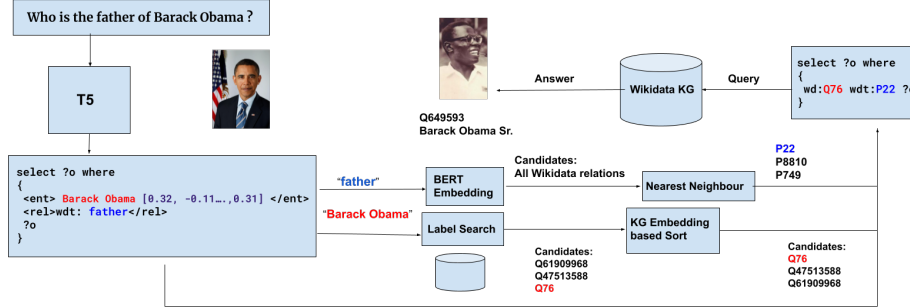 Who is the father of Barack Obama ?
T5
select ?o where
{
<ent> Barack Obama [0.32, -0.11….,0.31] </ent>
<rel>wdt: father</rel>
?o
}
“father”
“Barack Obama”
BERT
Embedding
Label Search
Candidates:
All Wikidata relations
Nearest Neighbour
P22
P8810
P749
Candidates:
Q61909968
Q47513588
Q76
KG Embedding
based Sort
Candidates:
Q76
Q47513588
Q61909968
select ?o where
{
wd:Q76 wdt:P22 ?o
}
Query
Wikidata KG
Answer
Q649593
Barack Obama Sr.